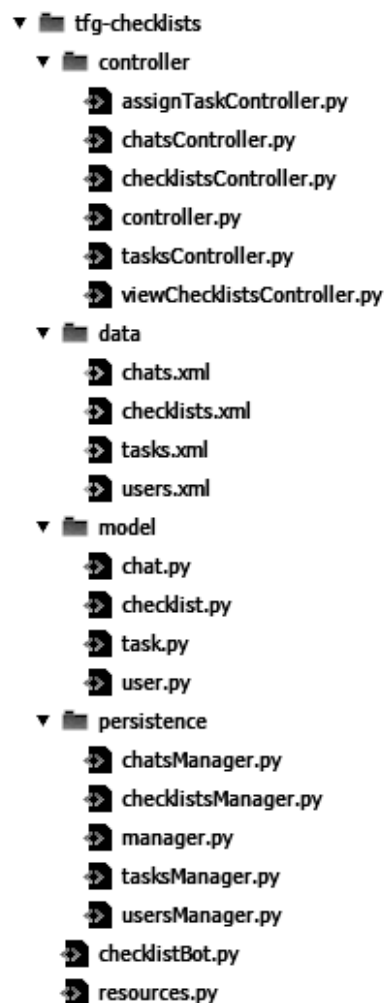 tfg-checklists
controller
assignTaskController.py
chatsController.py
checklistsController.py
controller.py
tasksController.py
viewChecklistsController.py
data
chats.xml
checklists.xml
tasks.xml
users.xml
model
chat.py
checklist.py
task.py
user.py
persistence
chatsManager.py
checklistsManager.py
manager.py
tasksManager.py
usersManager.py
checklistBot.py
resources.py